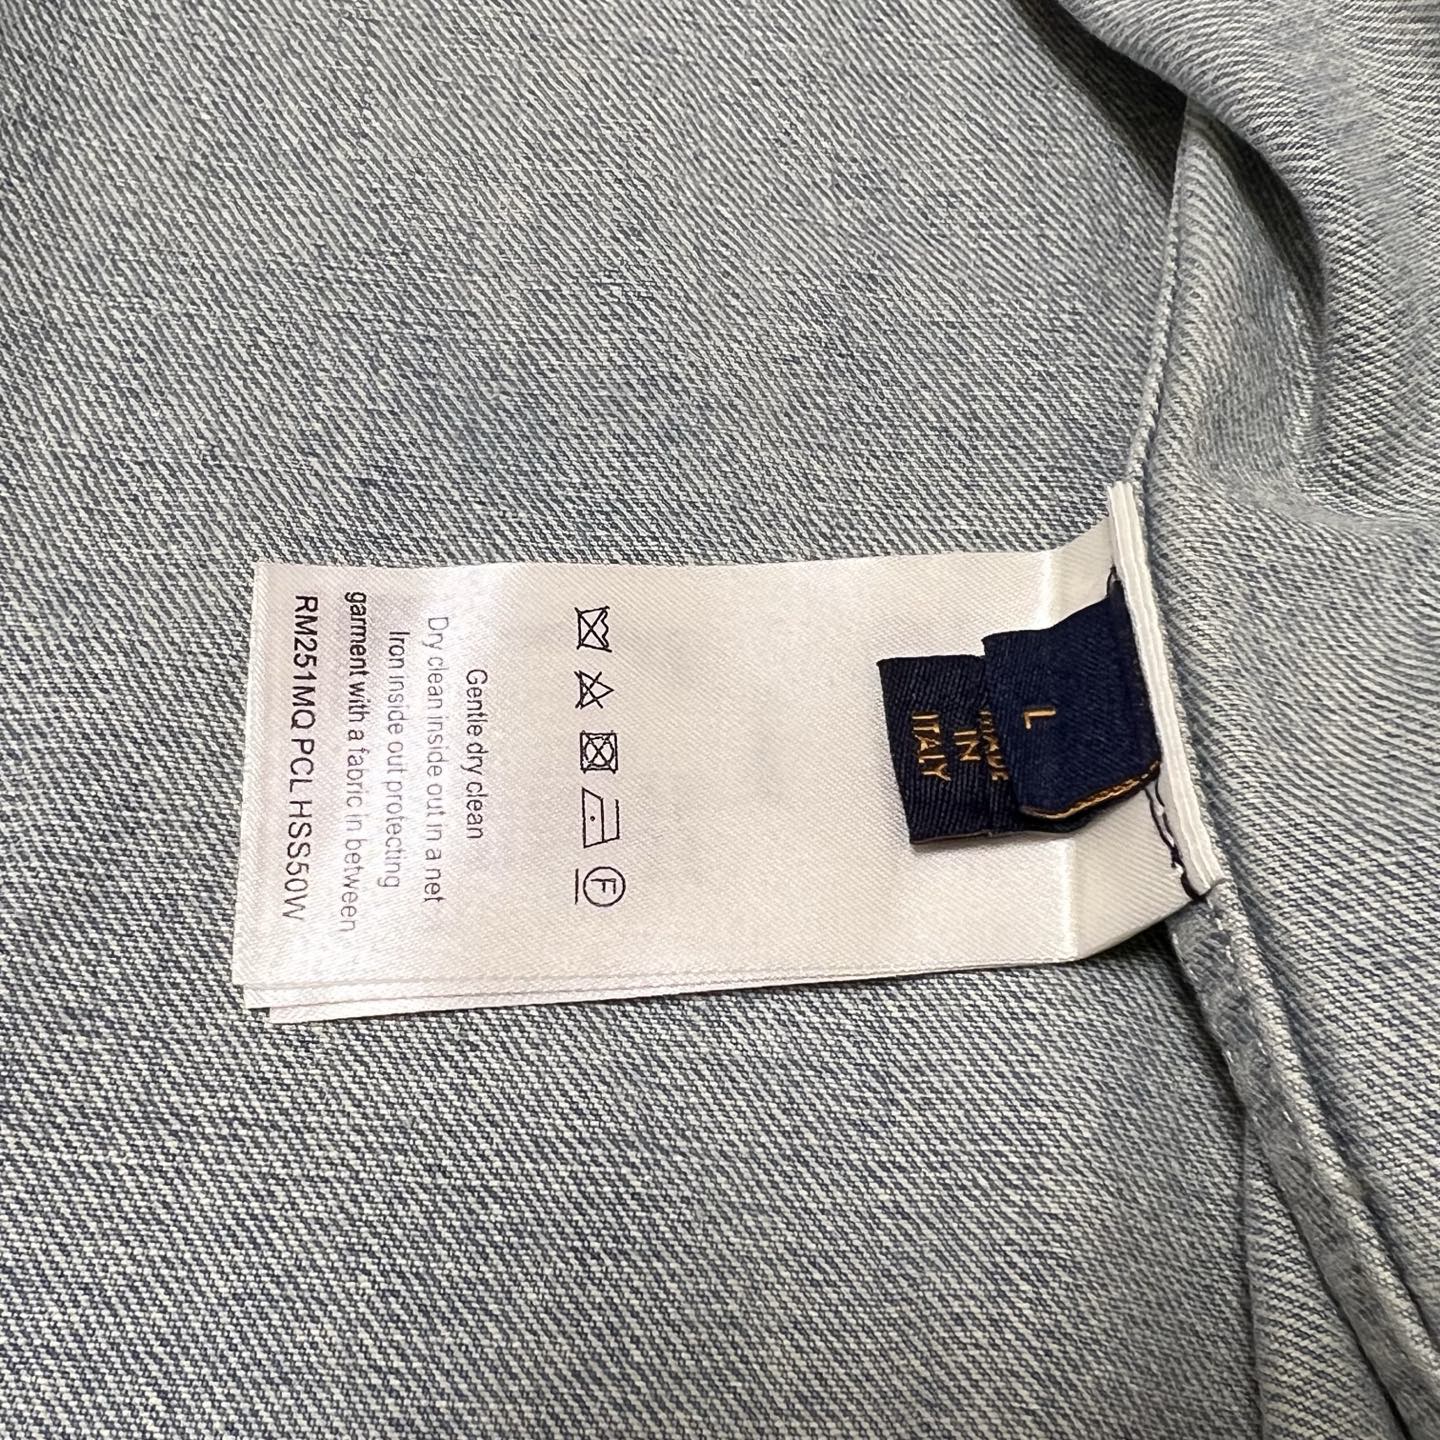 L
MADE
IN
ITALY
F
Gentle dry clean
Dry clean inside out in a net
Iron inside out protecting
garment with a fabric in between
RM251MQ PCL HSS50W